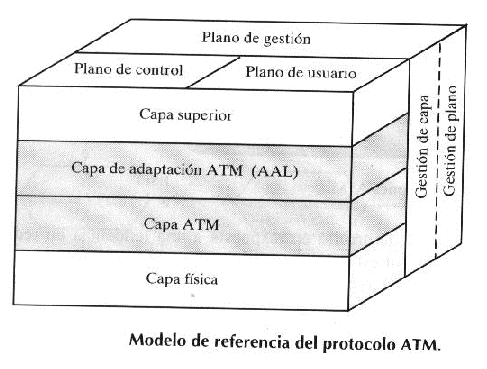 Plano de gestión
Plano de control
Plano de usuario
Capa superior
Capa de adaptación ATM (AAL)
Capa ATM
Capa física
Gestión de capa
Gestión de plano
Modelo de referencia del protocolo ATM.